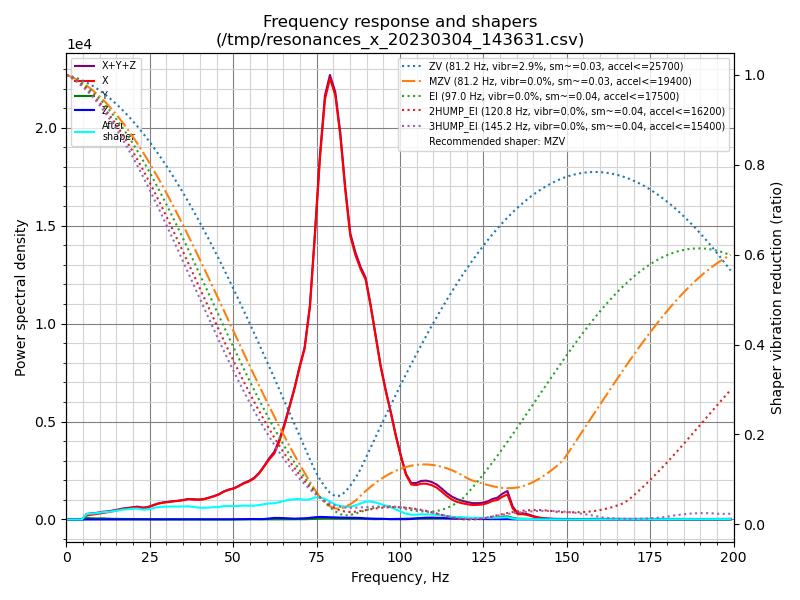 Frequency response and shapers
(/tmp/resonances_x_20230304_143631.csv)
1e4
X+Y+Z
X
Y
Z
After
shaper
ZV (81.2 Hz, vibr=2.9%, sm~=0.03, accel<=25700)
MZV (81.2 Hz, vibr=0.0%, sm~=0.03, accel<=19400)
EI (97.0 Hz, vibr=0.0%, sm~=0.04, accel<=17500)
2HUMP_EI (120.8 Hz, vibr=0.0%, sm~=0.04, accel<=16200)
3HUMP_EI (145.2 Hz, vibr=0.0%, sm~=0.04, accel<=15400)
Recommended shaper: MZV
Power spectral density
2.0
1.5
1.0
0.5
0.0
1.0
0.8
0.6
0.4
0.2
0.0
Shaper vibration reduction (ratio)
0 25 50 75 100 125 150 175 200
Frequency, Hz